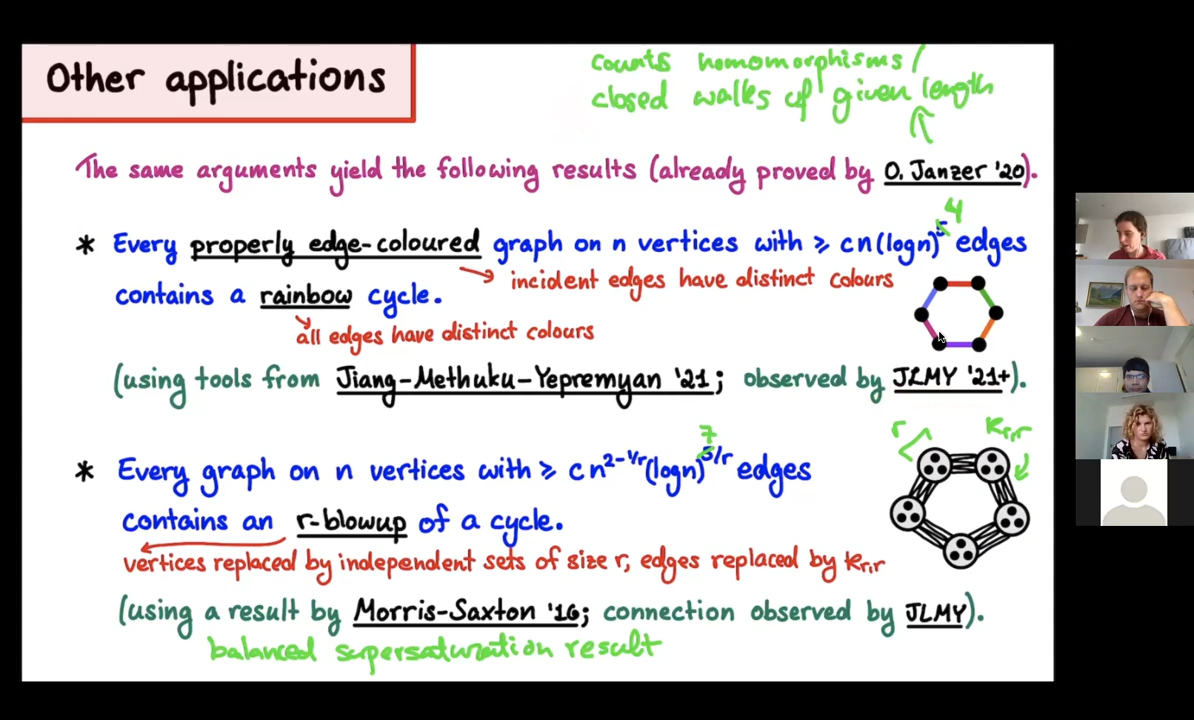 Other applications
counts homomorphisms /
closed walks of given length
The same arguments yield the following results (already proved by O. Janzer '20).
4
* Every properly edge-coloured graph on n vertices with ⩾ cn(logn)^5 edges
incident edges have distinct colours
contains a rainbow cycle.
all edges have distinct colours
(using tools from Jiang-Methuku-Yepremyan '21; observed by JLMY '21+).
7
r
Kr,r
* Every graph on n vertices with ⩾ cn^2-1/r(logn)^5/r edges
contains an r-blowup of a cycle.
vertices replaced by independent sets of size r, edges replaced by Kr,r
(using a result by Morris-Saxton '16; connection observed by JLMY).
balanced supersaturation result